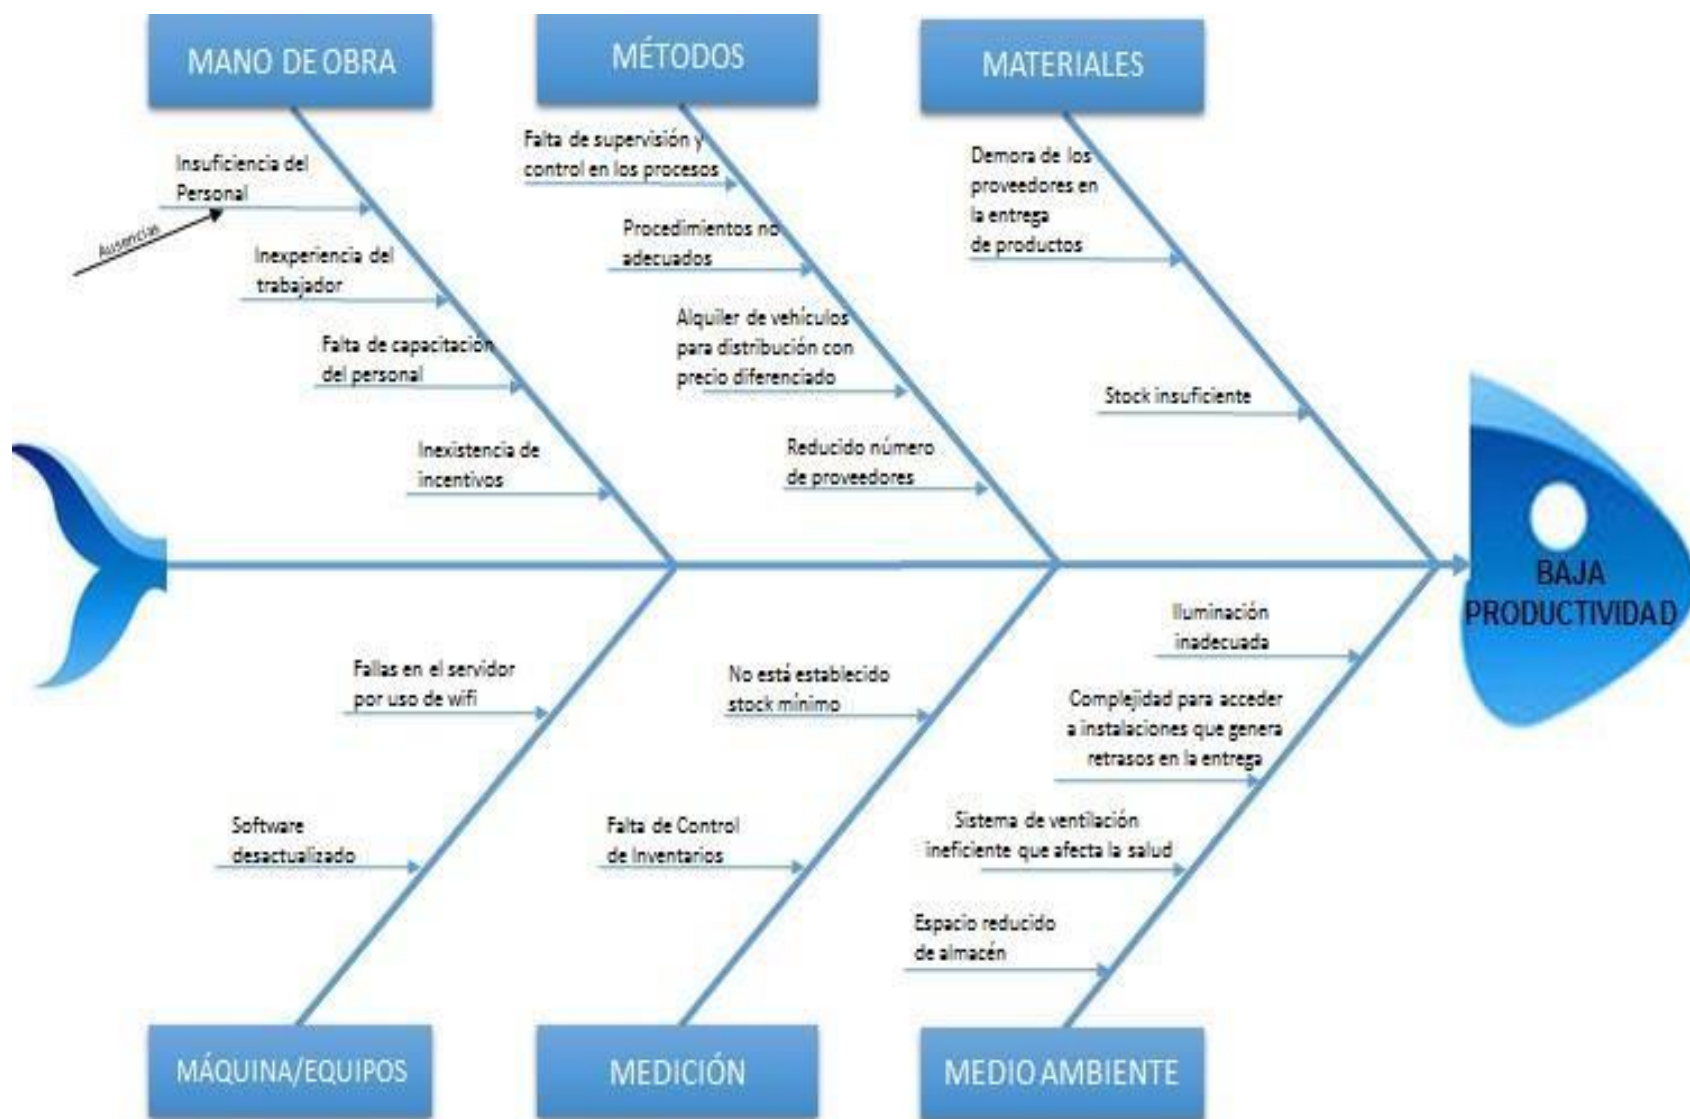 MANO DE OBRA
MÉTODOS
MATERIALES
Insuficiencia del
Personal
Ausencias
Inexperiencia del
trabajador
Falta de capacitación
del personal
Inexistencia de
incentivos
Falta de supervisión y
control en los procesos
Procedimientos no
adecuados
Alquiler de vehículos
para distribución con
precio diferenciado
Reducido número
de proveedores
Demora de los
proveedores en
la entrega
de productos
Stock insuficiente
BAJA
PRODUCTIVIDAD
Fallas en el servidor
por uso de wifi
Software
desactualizado
No está establecido
stock mínimo
Falta de Control
de Inventarios
Iluminación
inadecuada
Complejidad para acceder
a instalaciones que genera
retrasos en la entrega
Sistema de ventilación
ineficiente que afecta la salud
Espacio reducido
de almacén
MÁQUINA/EQUIPOS
MEDICIÓN
MEDIO AMBIENTE